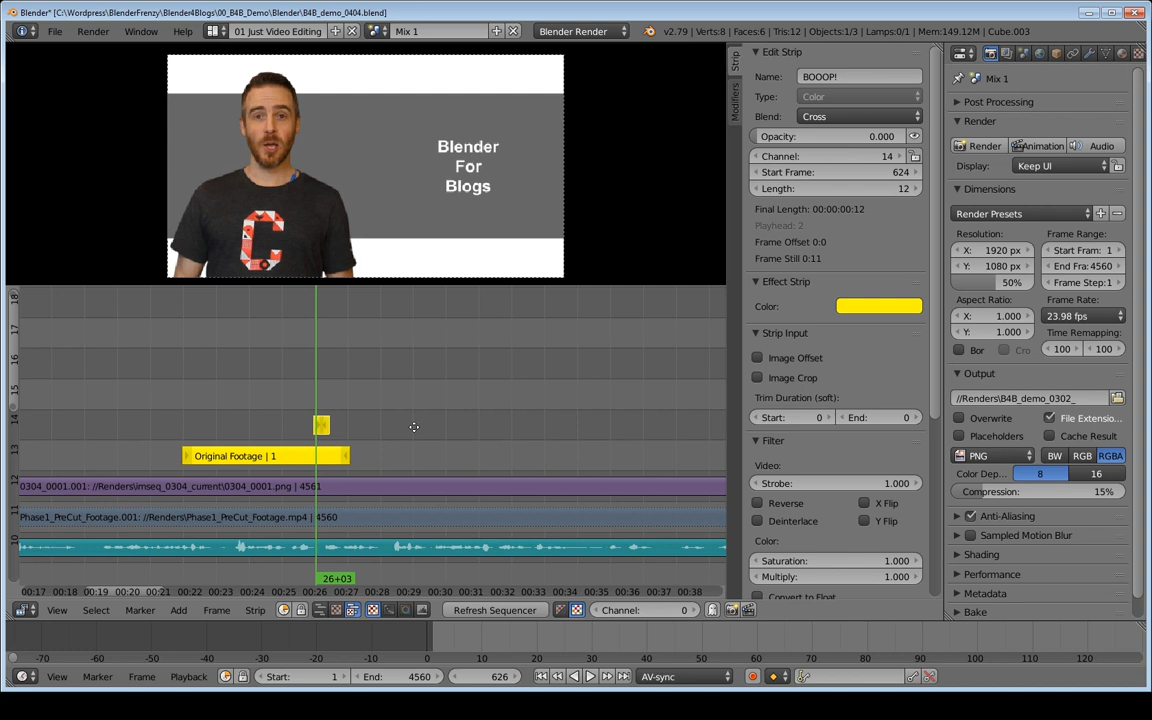 Blender* [C:\Wordpress\BlenderFrenzy\Blender4Blogs\00_B4B_Demo\Blender\B4B_demo_0404.blend]
File Render Window Help 01 Just Video Editing Mix 1 Blender Render v2.79 | Verts:8 | Faces:6 | Tris:12 | Objects:1/3 | Lamps:0/1 | Mem:149.12M | Cube.003
Blender
For
Blogs
C
18
17
16
15
14
13
12
11
10
Original Footage | 1
0304_0001.001: //Renders\imseq_0304_current\0304_0001.png | 4561
Phase1_PreCut_Footage.001: //Renders\Phase1_PreCut_Footage.mp4 | 4560
26+03
00:17 00:18 00:19 00:20 00:21 00:22 00:23 00:24 00:25 00:26 00:27 00:28 00:29 00:30 00:31 00:32 00:33 00:34 00:35 00:36 00:37 00:38
View Select Marker Add Frame Strip Refresh Sequencer Channel: 0
Strip
Modifiers
Edit Strip
Name: BOOOP!
Type: Color
Blend: Cross
Opacity: 0.000
Channel: 14
Start Frame: 624
Length: 12
Final Length: 00:00:00:12
Playhead: 2
Frame Offset 0:0
Frame Still 0:11
Effect Strip
Color:
Strip Input
Image Offset
Image Crop
Trim Duration (soft):
Start: 0 End: 0
Filter
Video:
Strobe: 1.000
Reverse X Flip
Deinterlace Y Flip
Color:
Saturation: 1.000
Multiply: 1.000
Convert to Float
Mix 1
Post Processing
Render
Render Animation Audio
Display: Keep UI
Dimensions
Render Presets
Resolution: Frame Range:
X: 1920 px Start Fram: 1
Y: 1080 px End Fra:4560
50% Frame Step:1
Aspect Ratio: Frame Rate:
X: 1.000 23.98 fps
Y: 1.000 Time Remapping:
Bor Cro 100 100
Output
//Renders\B4B_demo_0302_
Overwrite File Extensio...
Placeholders Cache Result
PNG BW RGB RGBA
Color Dep... 8 16
Compression: 15%
Anti-Aliasing
Sampled Motion Blur
Shading
Performance
Metadata
Bake
-70 -60 -50 -40 -30 -20 -10 0 10 20 30 40 50 60 70 80 90 100 110 120
View Marker Frame Playback Start: 1 End: 4560 626 AV-sync